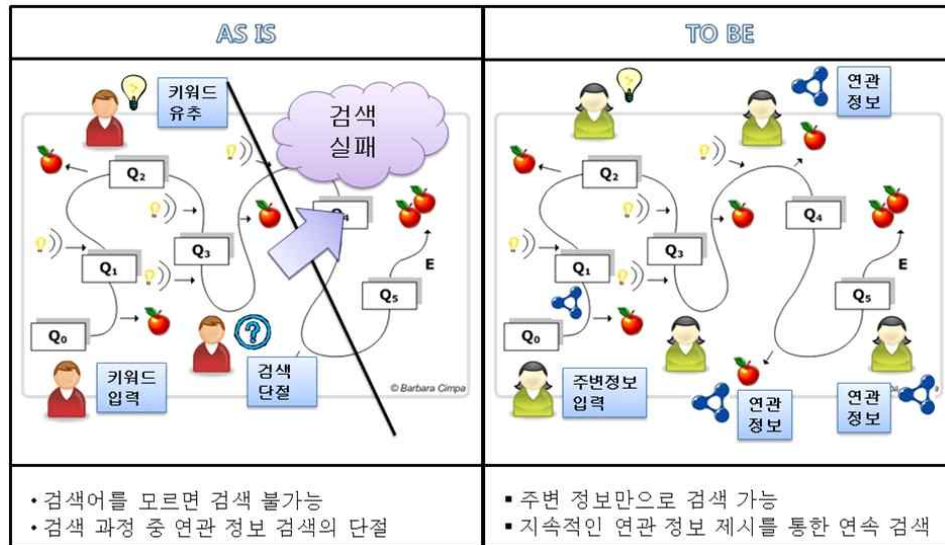 AS IS
키워드
유추
검색
실패
Q₂
Q₄
Q₁
Q₃
E
Q₅
Q₀
키워드
입력
?
검색
단절
© Barbara Cimpa
• 검색어를 모르면 검색 불가능
• 검색 과정 중 연관 정보 검색의 단절
TO BE
연관
정보
Q₂
Q₄
Q₁
Q₃
E
Q₅
Q₀
주변정보
입력
연관
정보
연관
정보
▪ 주변 정보만으로 검색 가능
▪ 지속적인 연관 정보 제시를 통한 연속 검색